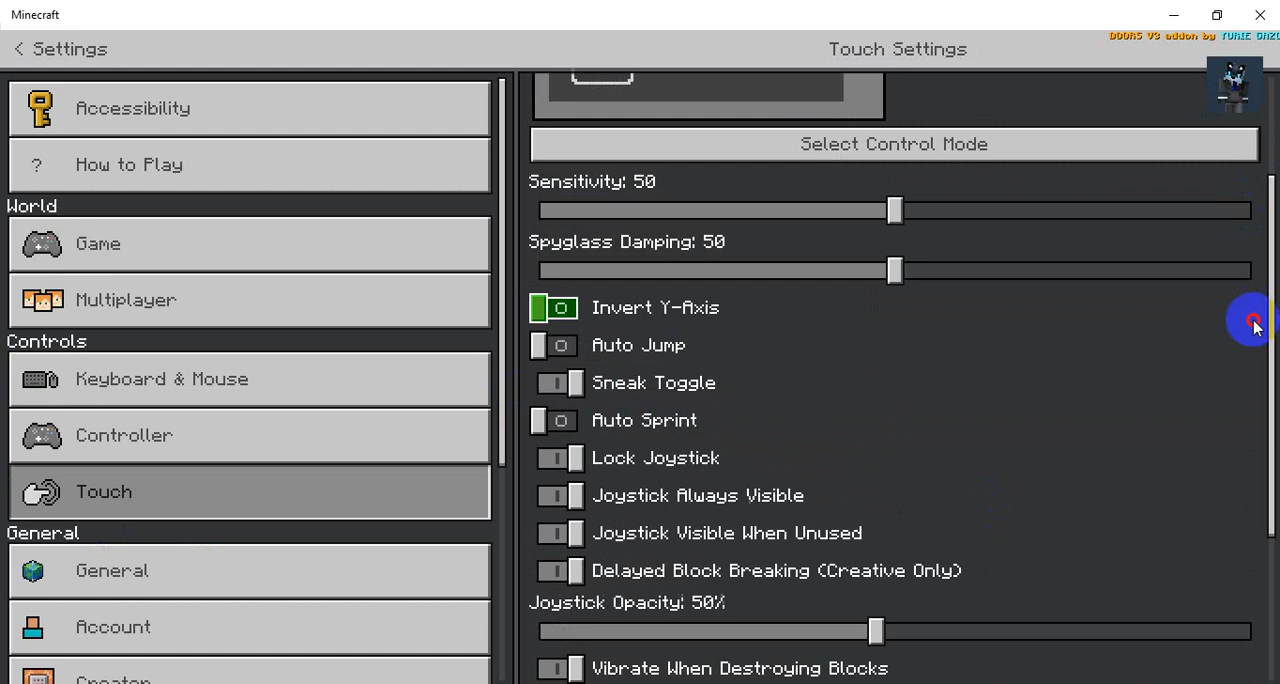 Minecraft
Settings
Touch Settings
DOORS V3 addon by
Accessibility
? How to Play
World
Game
Multiplayer
Controls
Keyboard & Mouse
Controller
Touch
General
General
Account
Creator
Select Control Mode
Sensitivity: 50
Spyglass Damping: 50
Invert Y-Axis
Auto Jump
Sneak Toggle
Auto Sprint
Lock Joystick
Joystick Always Visible
Joystick Visible When Unused
Delayed Block Breaking (Creative Only)
Joystick Opacity: 50%
Vibrate When Destroying Blocks